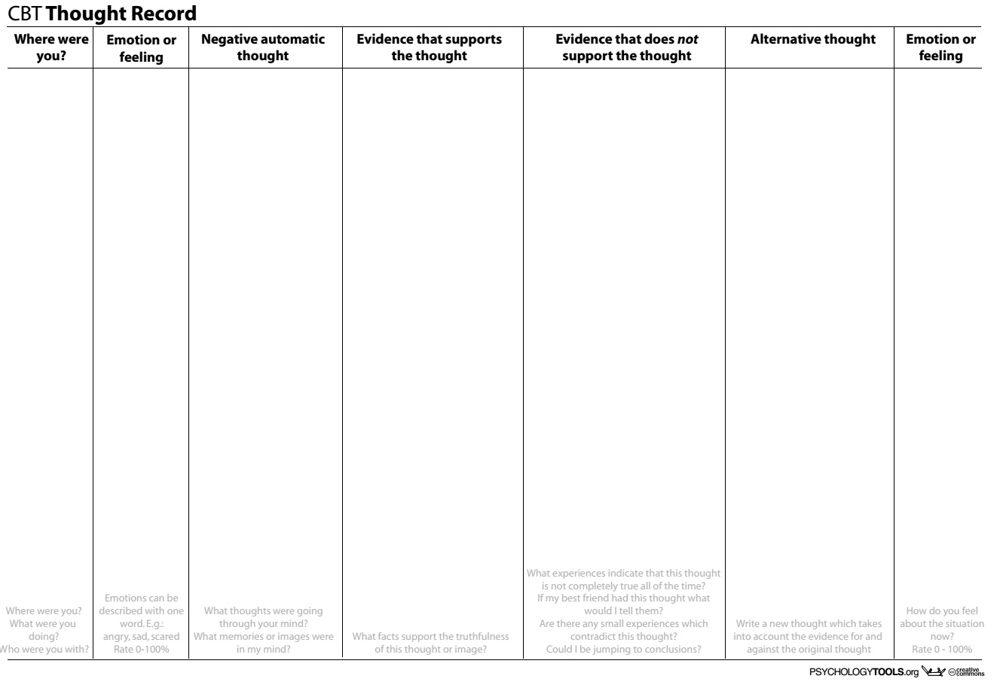 CBT Thought Record
Where were
you?
Emotion or
feeling
Negative automatic
thought
Evidence that supports
the thought
Evidence that does not
support the thought
Alternative thought
Emotion or
feeling
Where were you?
What were you
doing?
Who were you with?
Emotions can be
described with one
word. E.g.:
angry, sad, scared
Rate 0-100%
What thoughts were going
through your mind?
What memories or images were
in my mind?
What facts support the truthfulness
of this thought or image?
What experiences indicate that this thought
is not completely true all of the time?
If my best friend had this thought what
would I tell them?
Are there any small experiences which
contradict this thought?
Could I be jumping to conclusions?
Write a new thought which takes
into account the evidence for and
against the original thought
How do you feel
about the situation
now?
Rate 0 - 100%
PSYCHOLOGYTOOLS.org
cc creative
commons